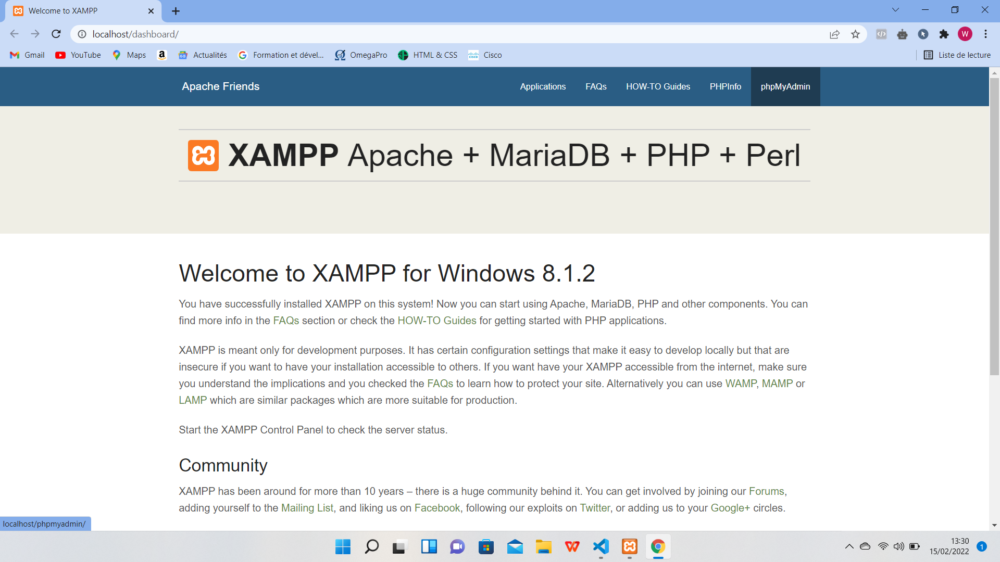 Welcome to XAMPP
localhost/dashboard/
W
Gmail YouTube Maps Actualités Formation et dével... OmegaPro HTML & CSS Cisco Liste de lecture
Apache Friends Applications FAQs HOW-TO Guides PHPInfo phpMyAdmin
XAMPP Apache + MariaDB + PHP + Perl
Welcome to XAMPP for Windows 8.1.2
You have successfully installed XAMPP on this system! Now you can start using Apache, MariaDB, PHP and other components. You can
find more info in the FAQs section or check the HOW-TO Guides for getting started with PHP applications.
XAMPP is meant only for development purposes. It has certain configuration settings that make it easy to develop locally but that are
insecure if you want to have your installation accessible to others. If you want have your XAMPP accessible from the internet, make sure
you understand the implications and you checked the FAQs to learn how to protect your site. Alternatively you can use WAMP, MAMP or
LAMP which are similar packages which are more suitable for production.
Start the XAMPP Control Panel to check the server status.
Community
XAMPP has been around for more than 10 years – there is a huge community behind it. You can get involved by joining our Forums,
adding yourself to the Mailing List, and liking us on Facebook, following our exploits on Twitter, or adding us to your Google+ circles.
localhost/phpmyadmin/
13:30
15/02/2022
1